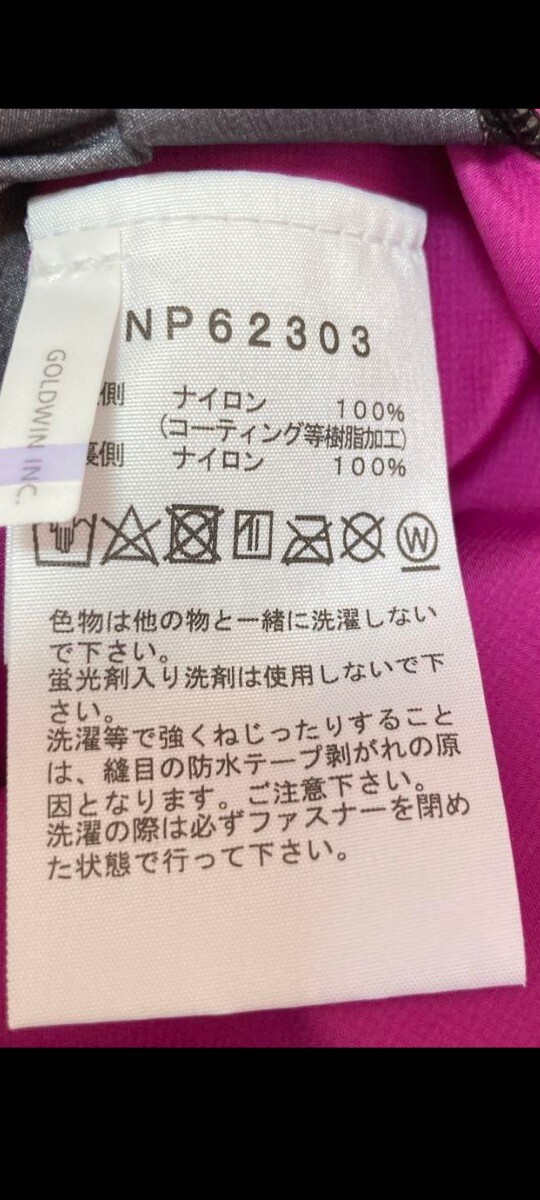 NP62303
GOLDWIN INC.
側 ナイロン 100%
(コーティング等樹脂加工)
裏側 ナイロン 100%
W
色物は他の物と一緒に洗濯しない
で下さい。
蛍光剤入り洗剤は使用しないで下
さい。
洗濯等で強くねじったりすること
は、縫目の防水テープ剥がれの原
因となります。ご注意下さい。
洗濯の際は必ずファスナーを閉め
た状態で行って下さい。